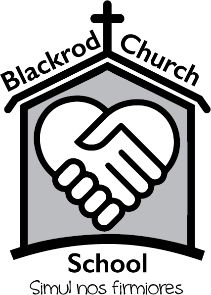 Blackrod Church
School
Simul nos firmiores